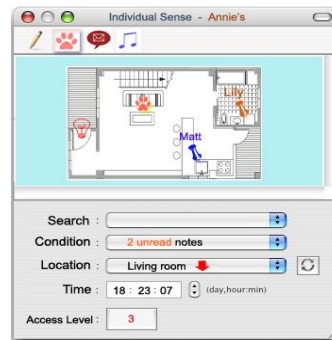 Individual Sense - Annie's
Lily
Matt
Search :
Condition : 2 unread notes
Location : Living room
Time : 18 : 23 : 07 (day,hour:min)
Access Level : 3